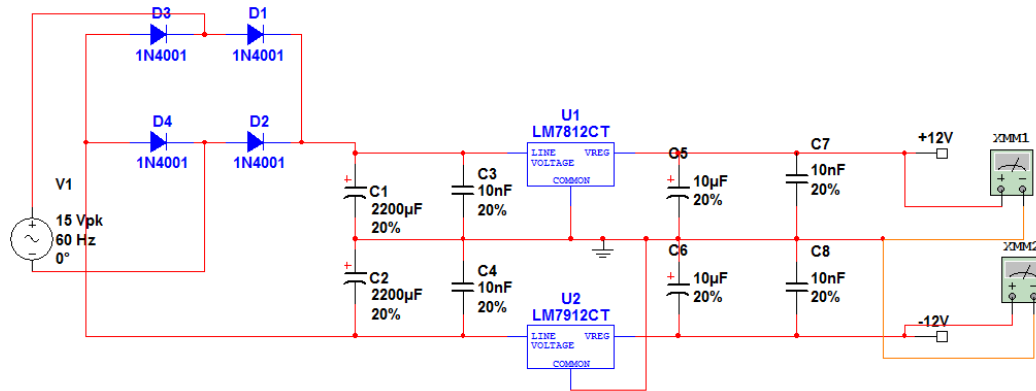 D3
D1
1N4001
1N4001
D4
D2
1N4001
1N4001
V1
15 Vpk
60 Hz
0°
+
C1
2200µF
20%
+
C2
2200µF
20%
C3
10nF
20%
C4
10nF
20%
U1
LM7812CT
LINE VREG
VOLTAGE
COMMON
U2
LM7912CT
LINE VREG
VOLTAGE
COMMON
C5
+
10µF
20%
C6
+
10µF
20%
C7
10nF
20%
C8
10nF
20%
+12V
-12V
XMM1
+ −
XMM2
+ −